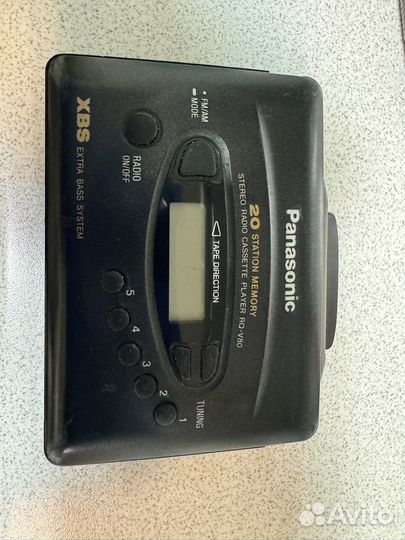 Panasonic
20 STATION MEMORY
STEREO RADIO CASSETTE PLAYER RQ-V80
• FM/AM
MODE
TAPE DIRECTION
TUNING
1
2
3
4
5
RADIO
ON/OFF
XBS EXTRA BASS SYSTEM
Avito